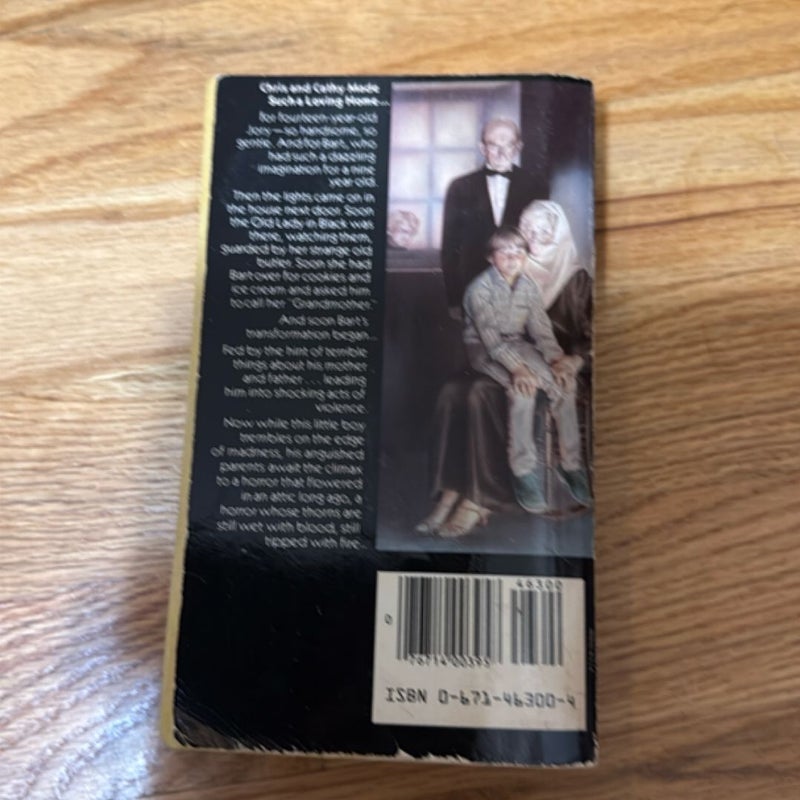 Chris and Cathy Made
Such a Loving Home...
for fourteen-year-old
Jory — so handsome, so
gentle. And for Bart, who
had such a dazzling
imagination for a nine
year old.
Then the lights came on in
the house next door. Soon
the Old Lady in Black was
there, watching them,
guarded by her strange old
butler. Soon she had
Bart over for cookies and
ice cream and asked him
to call her "Grandmother."
And soon Bart's
transformation began...
Fed by the hint of terrible
things about his mother
and father . . . leading
him into shocking acts of
violence.
Now while this little boy
trembles on the edge
of madness, his anguished
parents await the climax
to a horror that flowered
in an attic long ago, a
horror whose thorns are
still wet with blood, still
tipped with fire...
46300
0
76714 00395
ISBN 0-671-46300-4